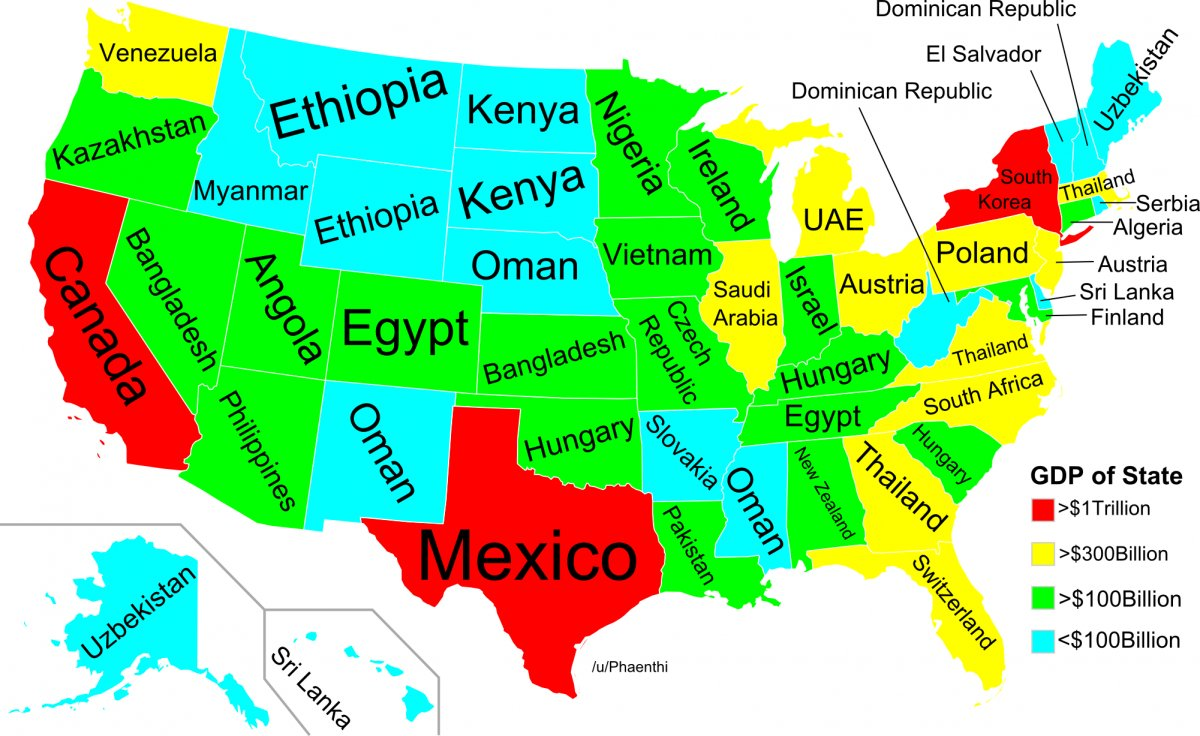 Dominican Republic
El Salvador
Dominican Republic
Uzbekistan
Venezuela
Kazakhstan
Myanmar
Ethiopia
Ethiopia
Kenya
Kenya
Oman
Nigeria
Ireland
Vietnam
UAE
South
Korea
Thailand
Serbia
Algeria
Austria
Sri Lanka
Finland
Poland
Austria
Saudi
Arabia
Israel
Canada
Bangladesh
Angola
Egypt
Bangladesh
Czech
Republic
Hungary
Thailand
South Africa
Egypt
Hungary
Philippines
Oman
Hungary
Slovakia
Oman
New Zealand
Thailand
Mexico
Pakistan
Switzerland
GDP of State
>$1Trillion
>$300Billion
>$100Billion
<$100Billion
Uzbekistan
Sri Lanka
/u/Phaenthi